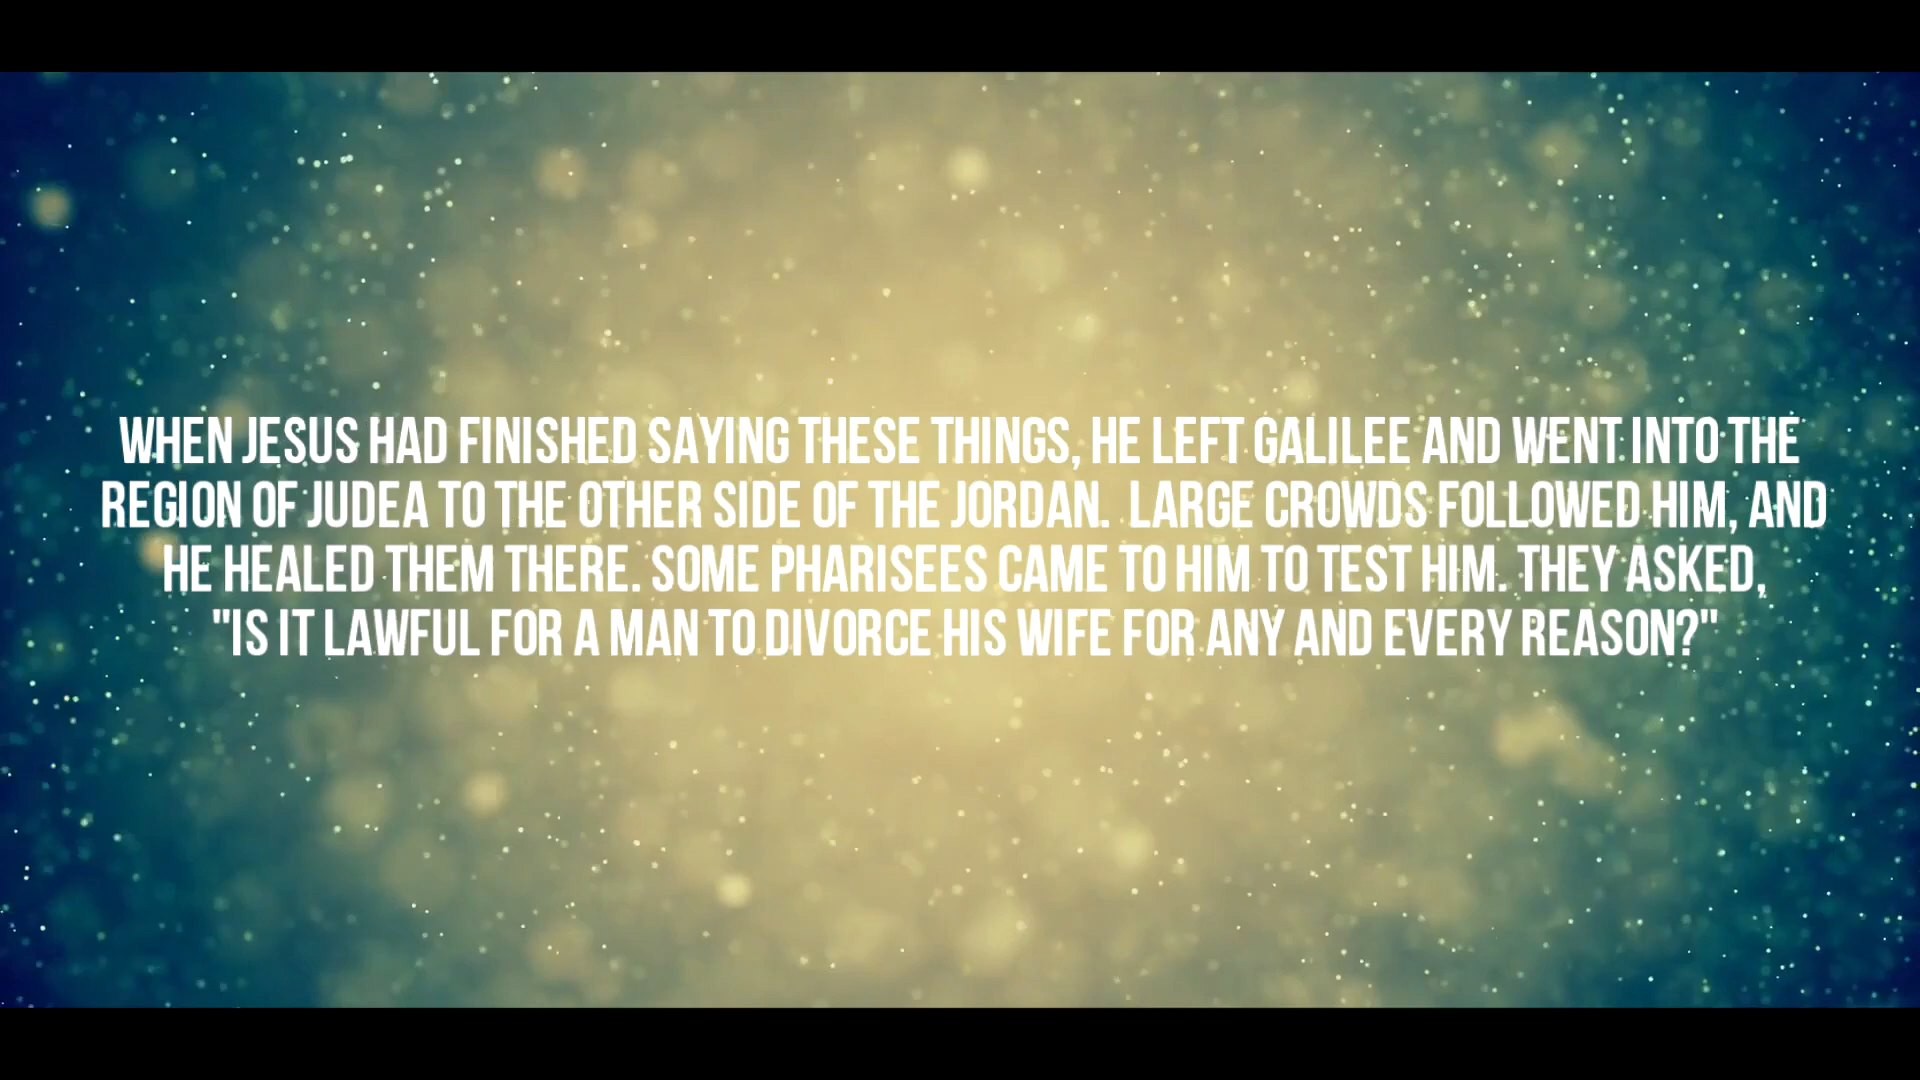 WHEN JESUS HAD FINISHED SAYING THESE THINGS, HE LEFT GALILEE AND WENT INTO THE
REGION OF JUDEA TO THE OTHER SIDE OF THE JORDAN. LARGE CROWDS FOLLOWED HIM, AND
HE HEALED THEM THERE. SOME PHARISEES CAME TO HIM TO TEST HIM. THEY ASKED,
"IS IT LAWFUL FOR A MAN TO DIVORCE HIS WIFE FOR ANY AND EVERY REASON?"